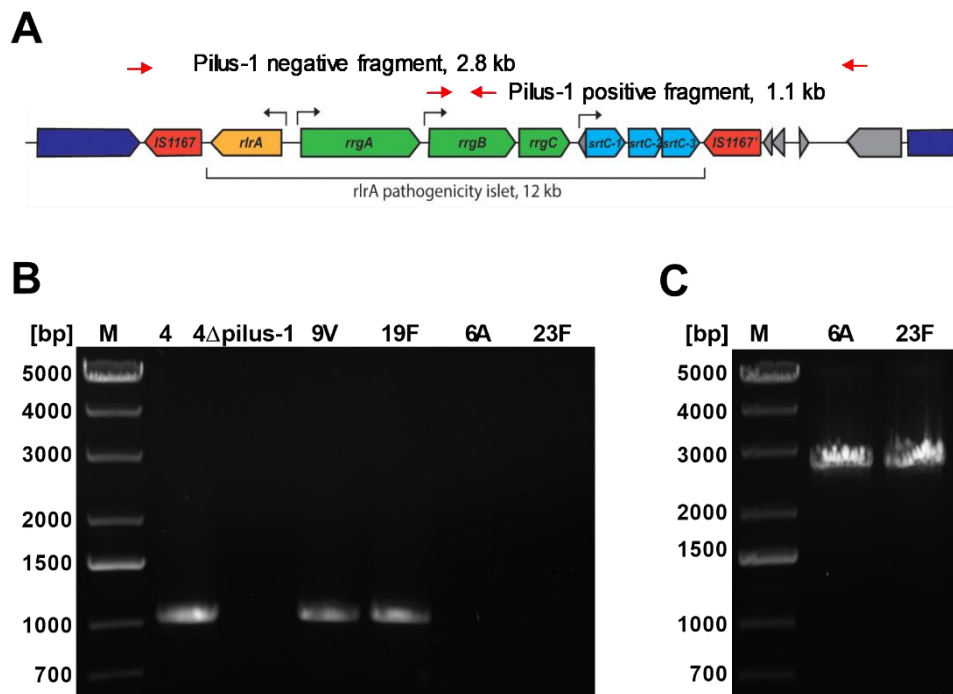 A
Pilus-1 negative fragment, 2.8 kb
Pilus-1 positive fragment, 1.1 kb
IS1167 rlrA rrgA rrgB rrgC srtC-1 srtC-2 srtC-3 IS1167'
rlrA pathogenicity islet, 12 kb
B
[bp] M 4 4Δpilus-1 9V 19F 6A 23F
5000
4000
3000
2000
1500
1000
700
C
[bp] M 6A 23F
5000
4000
3000
2000
1500
1000
700